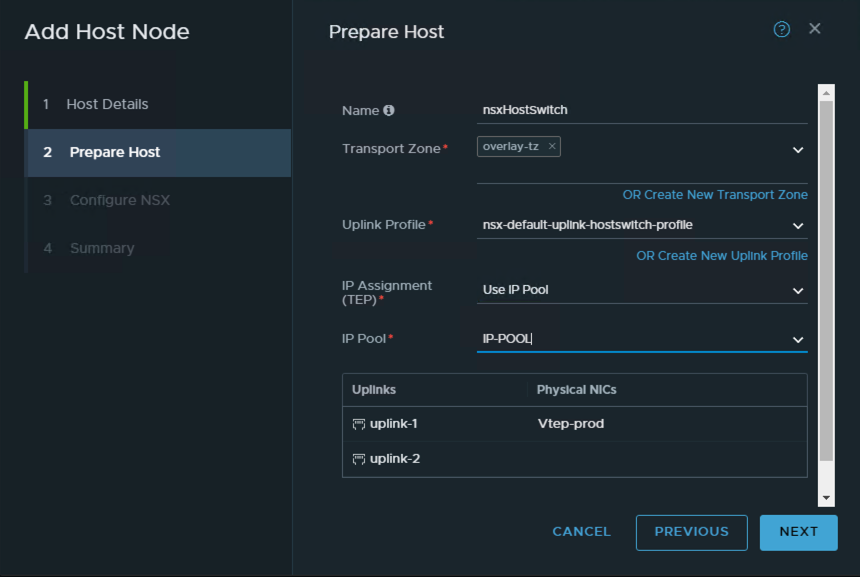 Add Host Node
1 Host Details
2 Prepare Host
3 Configure NSX
4 Summary
Prepare Host
Name
nsxHostSwitch
Transport Zone*
overlay-tz ×
OR Create New Transport Zone
Uplink Profile*
nsx-default-uplink-hostswitch-profile
OR Create New Uplink Profile
IP Assignment
(TEP)*
Use IP Pool
IP Pool*
IP-POOL
Uplinks Physical NICs
uplink-1 Vtep-prod
uplink-2
CANCEL PREVIOUS NEXT